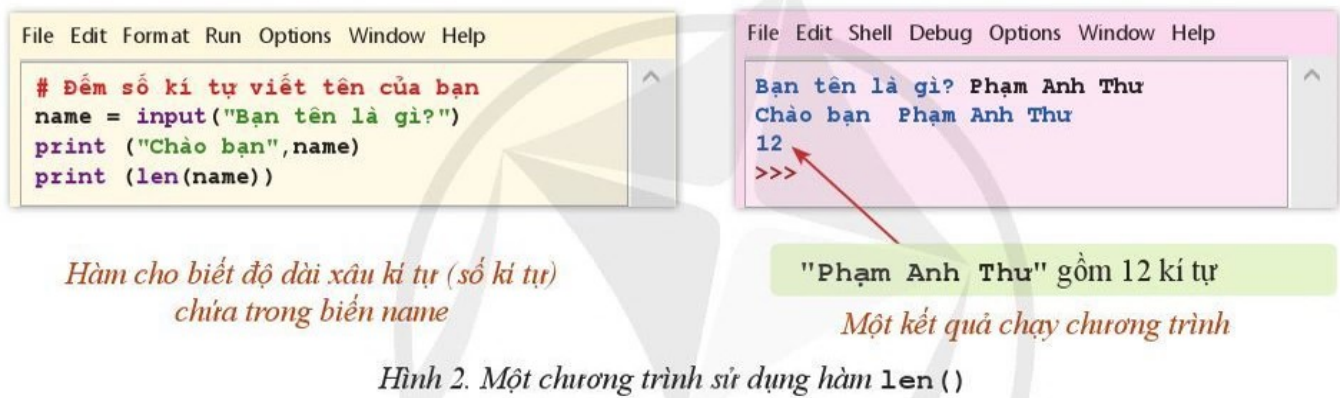 File Edit Format Run Options Window Help
# Đếm số kí tự viết tên của bạn
name = input("Bạn tên là gì?")
print ("Chào bạn",name)
print (len(name))
Hàm cho biết độ dài xâu kí tự (số kí tự)
chứa trong biến name
File Edit Shell Debug Options Window Help
Bạn tên là gì? Phạm Anh Thư
Chào bạn  Phạm Anh Thư
12
>>>
"Phạm Anh Thư" gồm 12 kí tự
Một kết quả chạy chương trình
Hình 2. Một chương trình sử dụng hàm len()